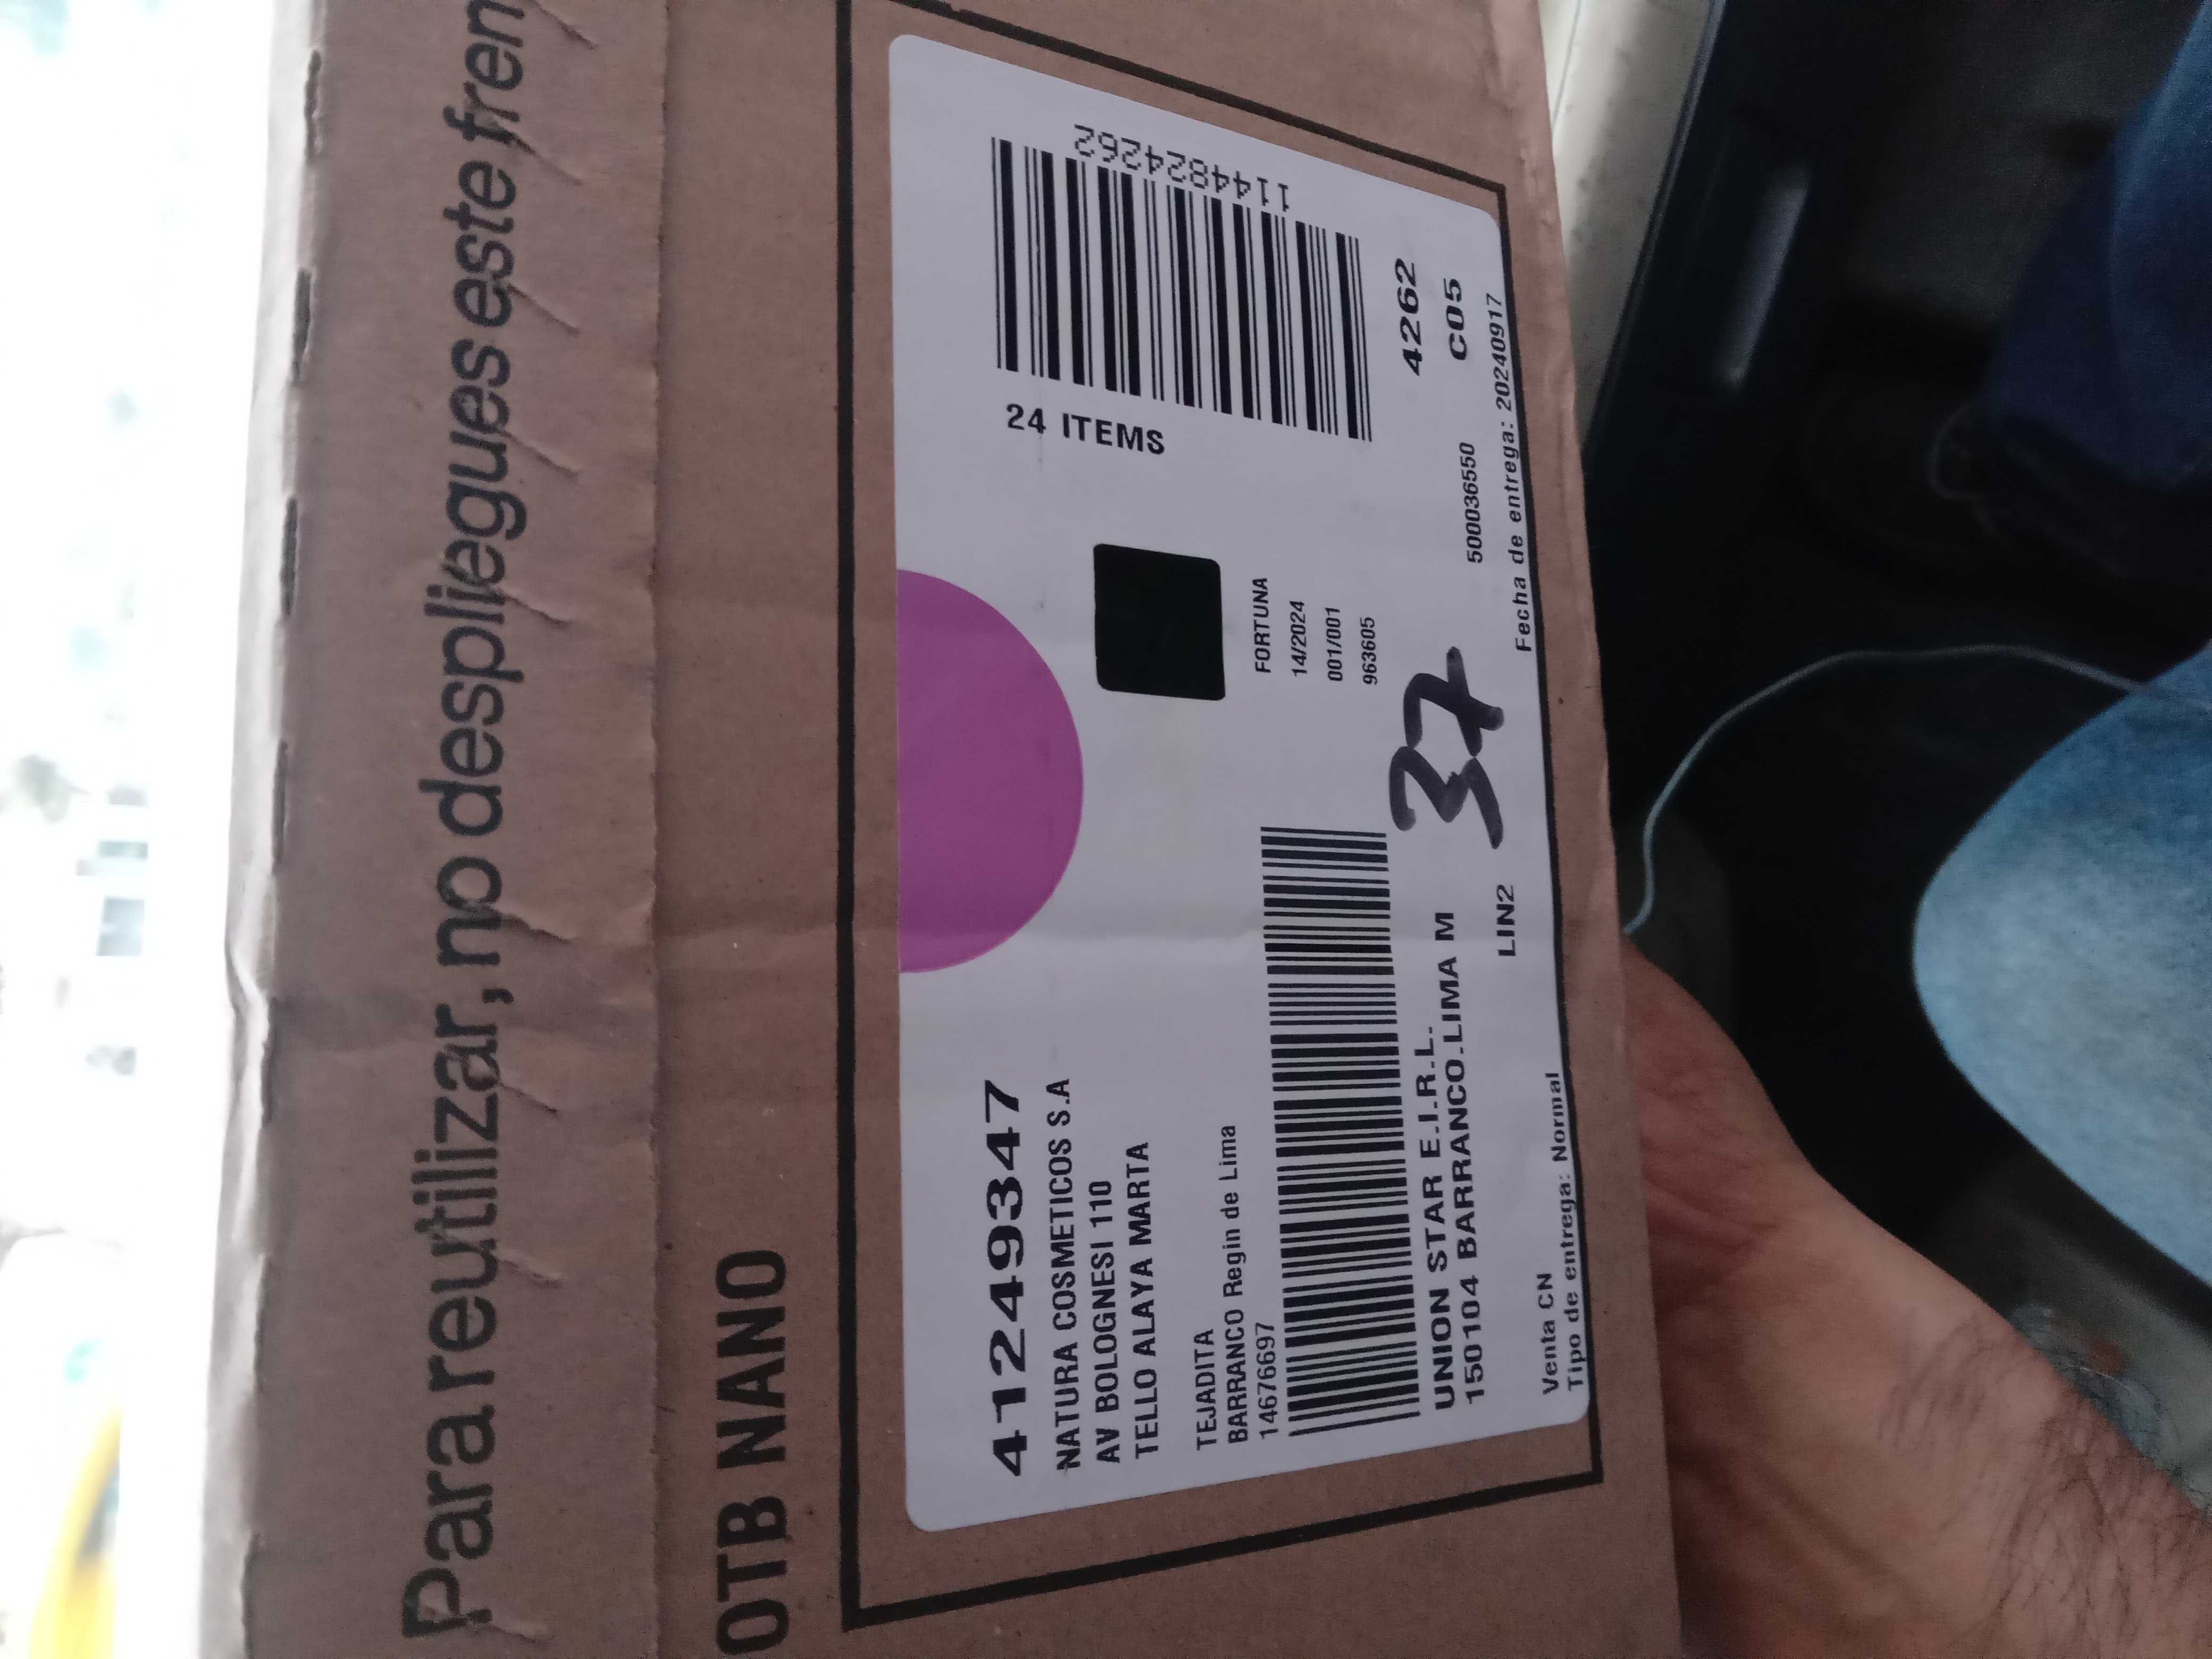 Para reutilizar, no despliegues este fren
OTB NANO
41249347
NATURA COSMETICOS S.A
AV BOLOGNESI 110
TELLO ALAYA MARTA
TEJADITA
BARRANCO Regin de Lima
14676697
UNION STAR E.I.R.L.
150104 BARRANCO.LIMA M
LIN2
37
Venta CN
Tipo de entrega: Normal
24 ITEMS
1144824262
FORTUNA
14/2024
001/001
963605
4262
C05
500036550
Fecha de entrega: 20240917